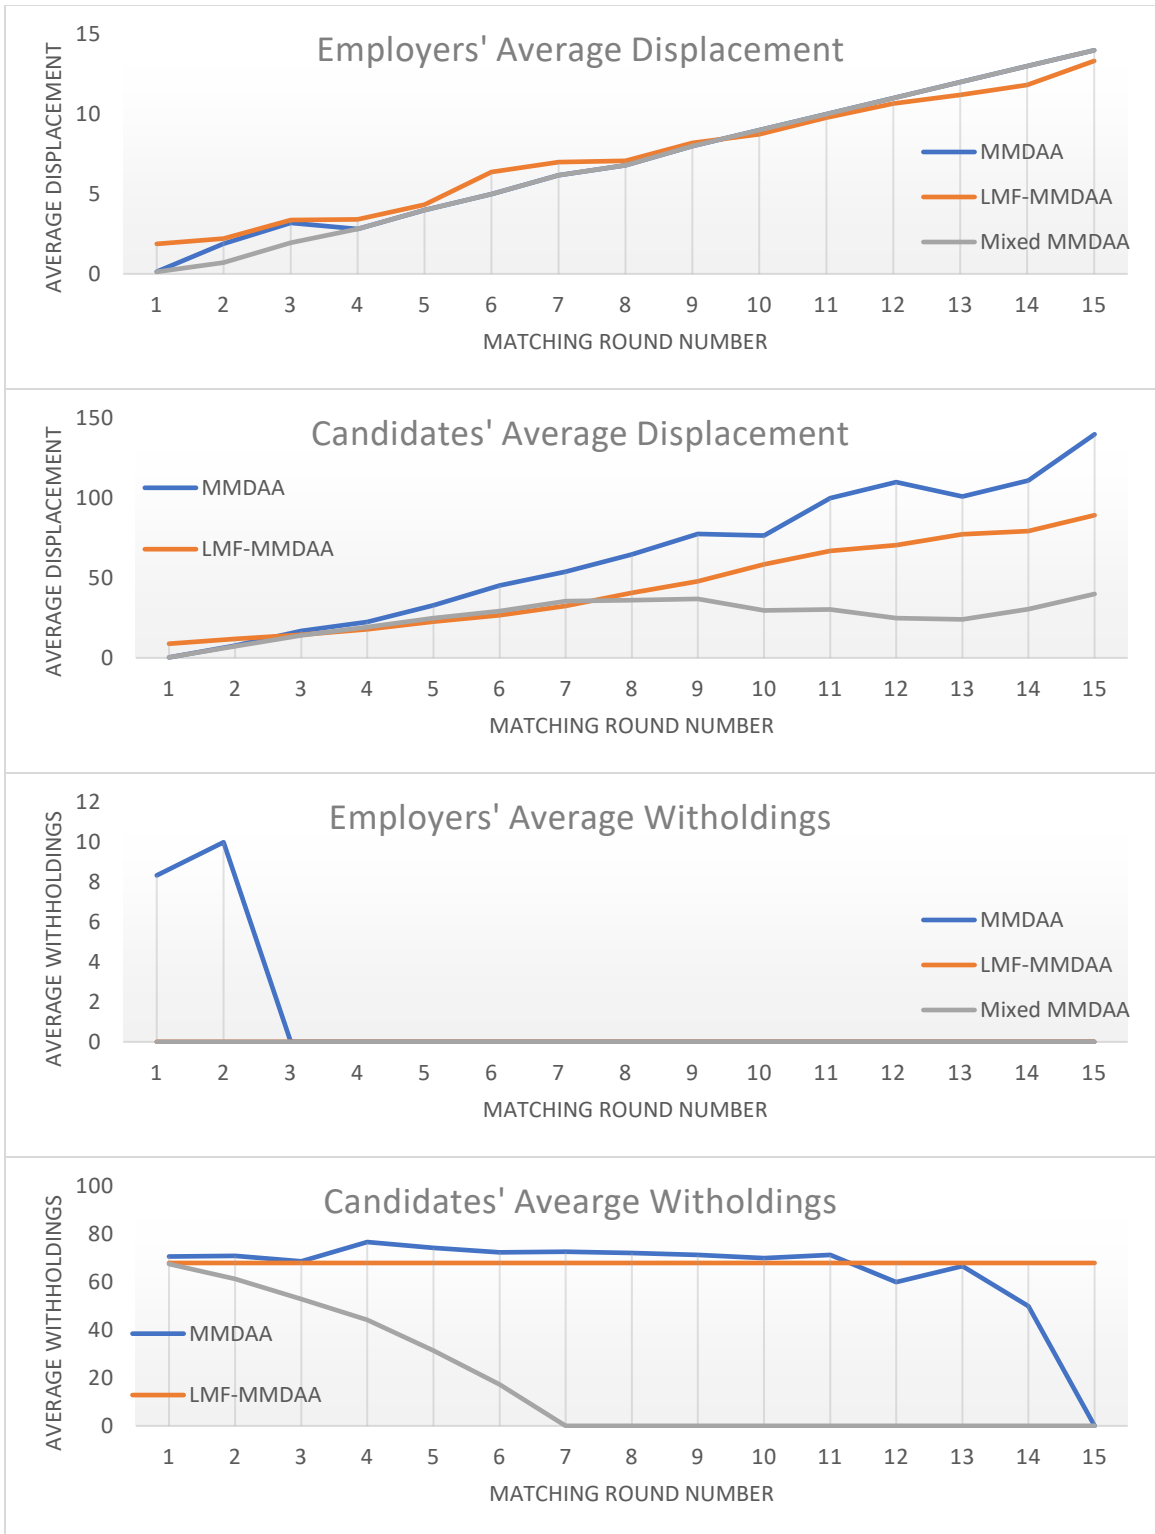 Employers' Average Displacement
AVERAGE DISPLACEMENT
15
10
5
0
MMDAA
LMF-MMDAA
Mixed MMDAA
1 2 3 4 5 6 7 8 9 10 11 12 13 14 15
MATCHING ROUND NUMBER
Candidates' Average Displacement
AVERAGE DISPLACEMENT
150
100
50
0
MMDAA
LMF-MMDAA
1 2 3 4 5 6 7 8 9 10 11 12 13 14 15
MATCHING ROUND NUMBER
Employers' Average Witholdings
AVERAGE WITHHOLDINGS
12
10
8
6
4
2
0
MMDAA
LMF-MMDAA
Mixed MMDAA
1 2 3 4 5 6 7 8 9 10 11 12 13 14 15
MATCHING ROUND NUMBER
Candidates' Avearge Witholdings
AVERAGE WITHHOLDINGS
100
80
60
40
20
0
MMDAA
LMF-MMDAA
1 2 3 4 5 6 7 8 9 10 11 12 13 14 15
MATCHING ROUND NUMBER